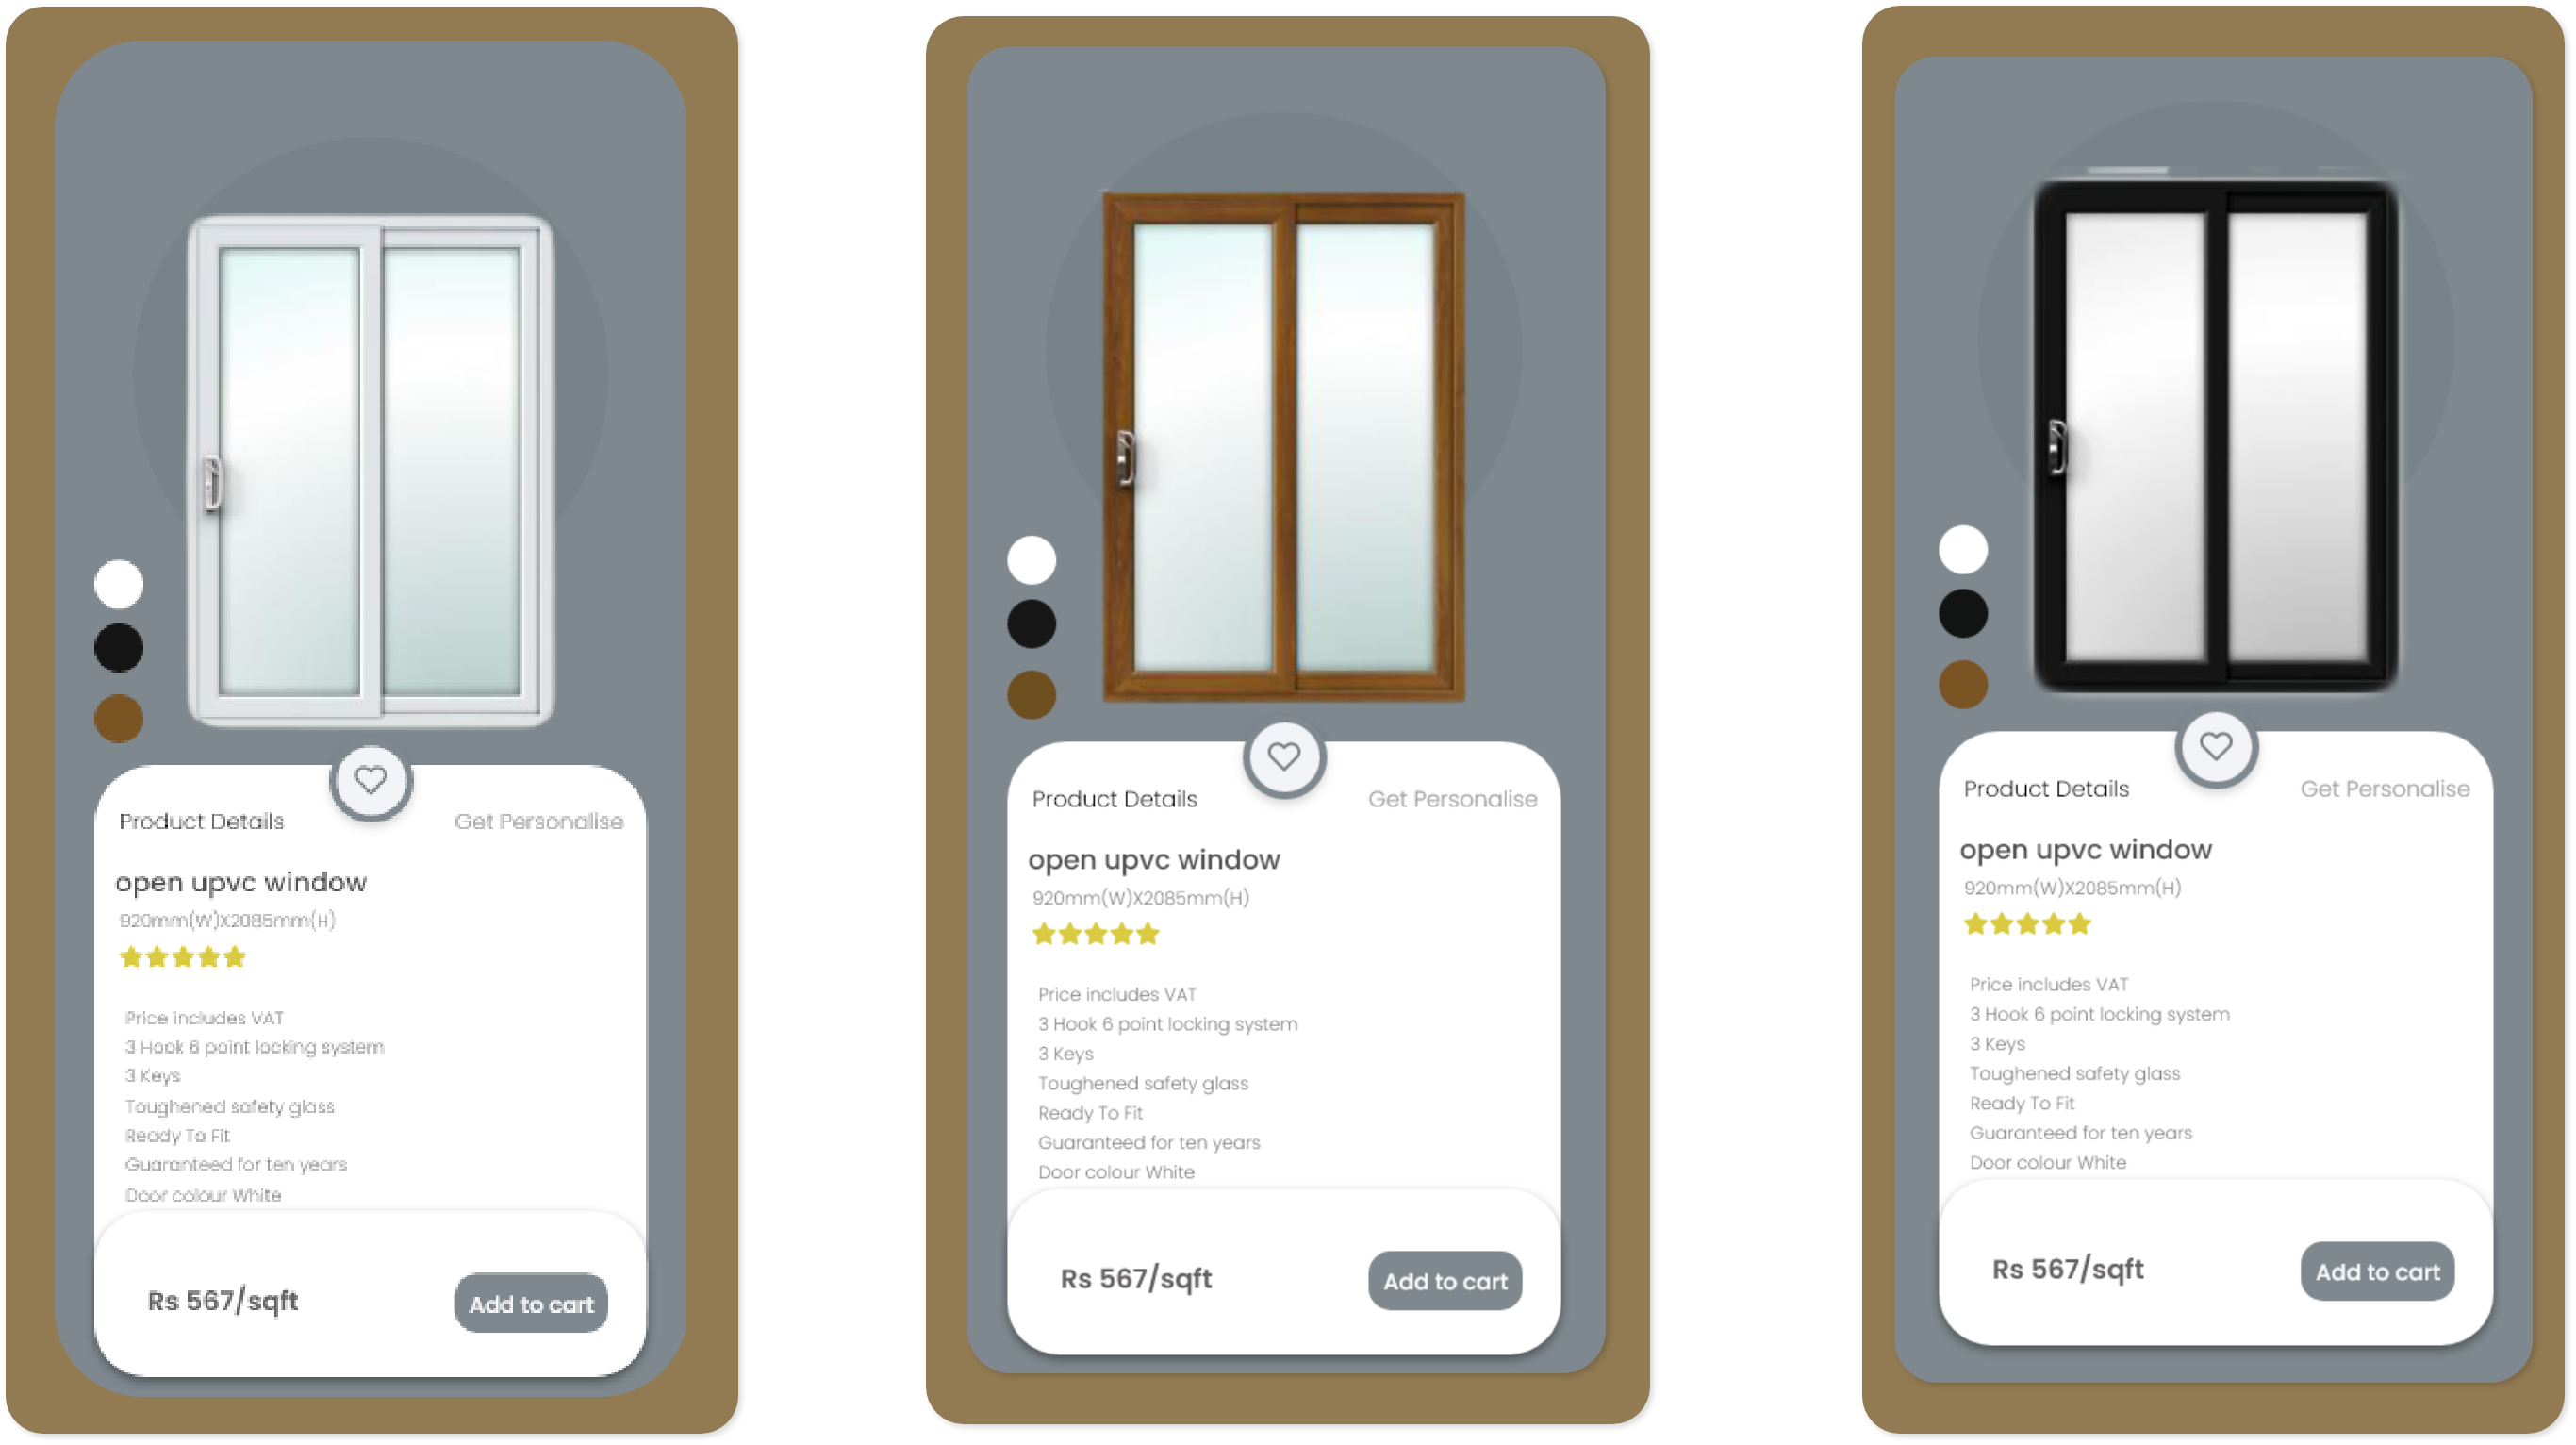 Product Details
Get Personalise
open upvc window
920mm(W)X2085mm(H)
Price includes VAT
3 Hook 6 point locking system
3 Keys
Toughened safety glass
Ready To Fit
Guaranteed for ten years
Door colour White
Rs 567/sqft
Add to cart
Product Details
Get Personalise
open upvc window
920mm(W)X2085mm(H)
Price includes VAT
3 Hook 6 point locking system
3 Keys
Toughened safety glass
Ready To Fit
Guaranteed for ten years
Door colour White
Rs 567/sqft
Add to cart
Product Details
Get Personalise
open upvc window
920mm(W)X2085mm(H)
Price includes VAT
3 Hook 6 point locking system
3 Keys
Toughened safety glass
Ready To Fit
Guaranteed for ten years
Door colour White
Rs 567/sqft
Add to cart